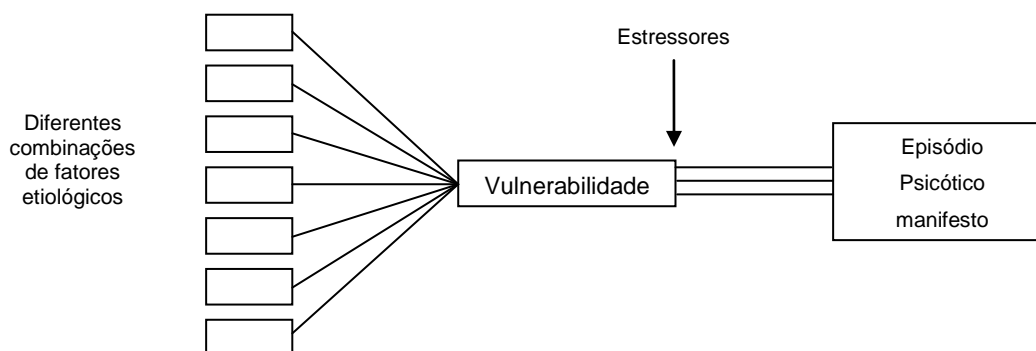 Estressores
Diferentes
combinações
de fatores
etiológicos
Vulnerabilidade
Episódio
Psicótico
manifesto